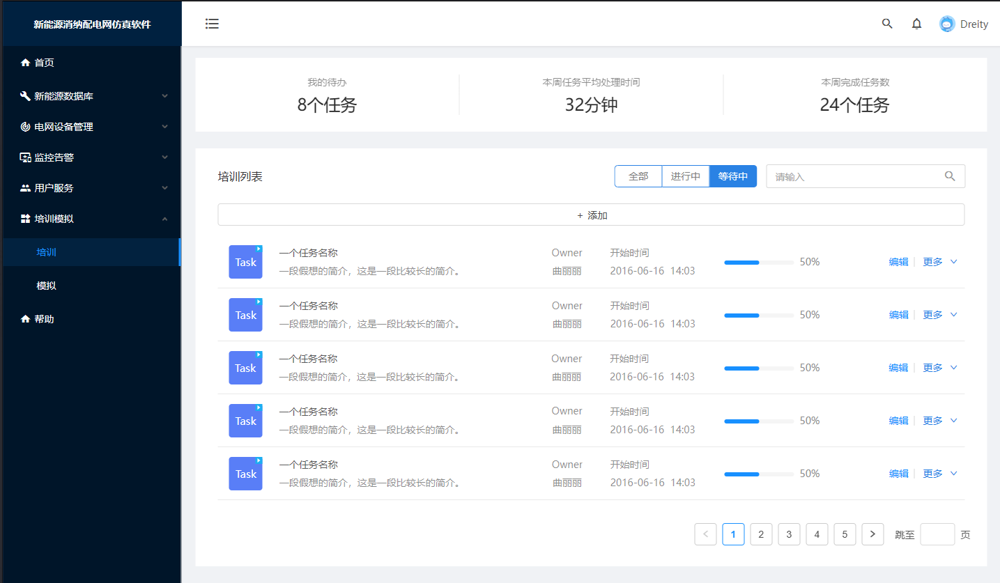 新能源消纳配电网仿真软件
Dreity
首页
新能源数据库
电网设备管理
监控告警
用户服务
培训模拟
培训
模拟
帮助
我的待办
8个任务
本周任务平均处理时间
32分钟
本周完成任务数
24个任务
培训列表
全部 进行中 等待中 请输入
+ 添加
Task 一个任务名称 Owner 开始时间 50% 编辑 更多
一段假想的简介，这是一段比较长的简介。 曲丽丽 2016-06-16 14:03
Task 一个任务名称 Owner 开始时间 50% 编辑 更多
一段假想的简介，这是一段比较长的简介。 曲丽丽 2016-06-16 14:03
Task 一个任务名称 Owner 开始时间 50% 编辑 更多
一段假想的简介，这是一段比较长的简介。 曲丽丽 2016-06-16 14:03
Task 一个任务名称 Owner 开始时间 50% 编辑 更多
一段假想的简介，这是一段比较长的简介。 曲丽丽 2016-06-16 14:03
Task 一个任务名称 Owner 开始时间 50% 编辑 更多
一段假想的简介，这是一段比较长的简介。 曲丽丽 2016-06-16 14:03
< 1 2 3 4 5 > 跳至 页